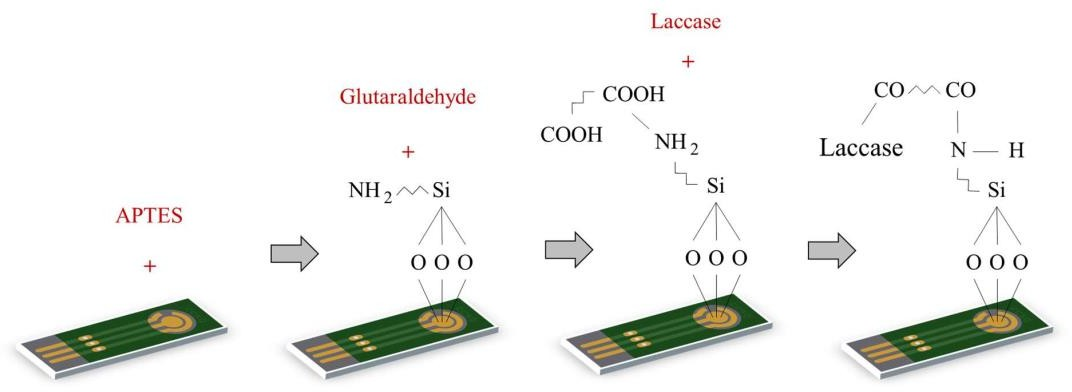 APTES
+
Glutaraldehyde
+
NH2 Si
O O O
Laccase
+
COOH
COOH
NH2
Si
O O O
CO CO
Laccase N H
Si
O O O